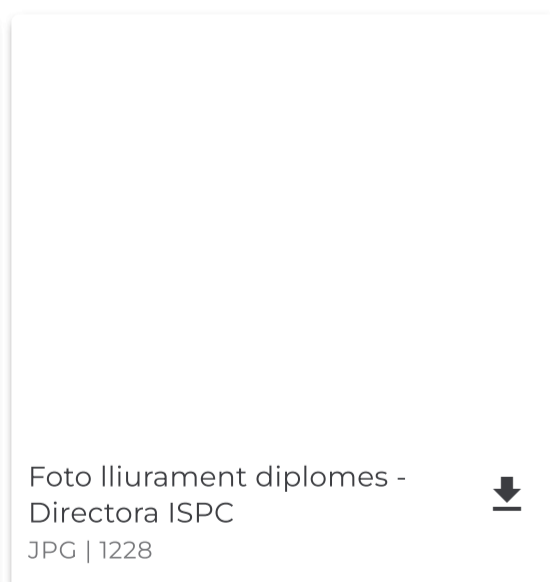 Foto lliurament diplomes -
Directora ISPC
JPG | 1228